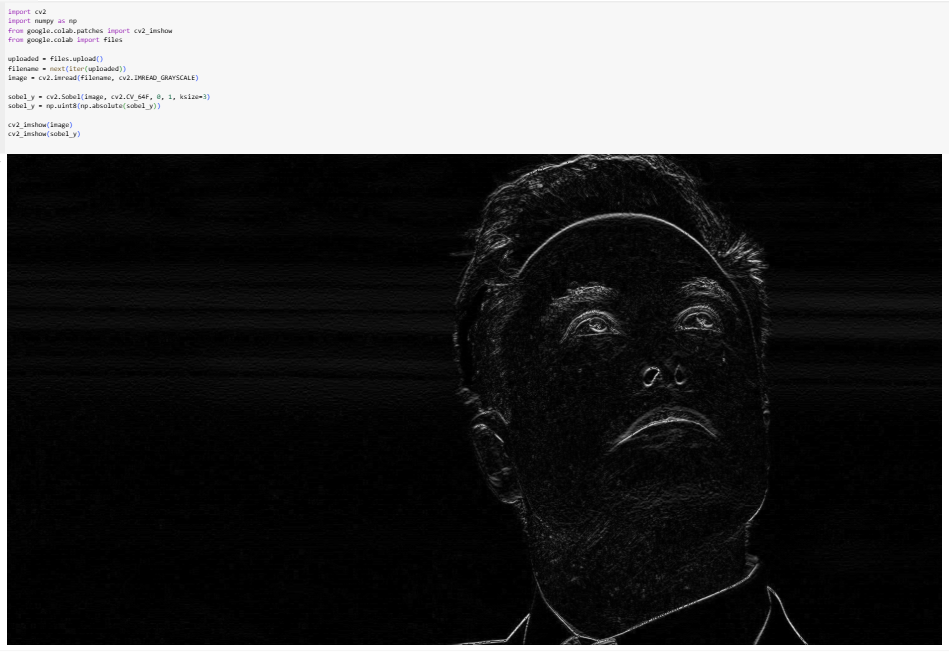 import cv2
import numpy as np
from google.colab.patches import cv2_imshow
from google.colab import files
uploaded = files.upload()
filename = next(iter(uploaded))
image = cv2.imread(filename, cv2.IMREAD_GRAYSCALE)
sobel_y = cv2.Sobel(image, cv2.CV_64F, 0, 1, ksize=3)
sobel_y = np.uint8(np.absolute(sobel_y))
cv2_imshow(image)
cv2_imshow(sobel_y)